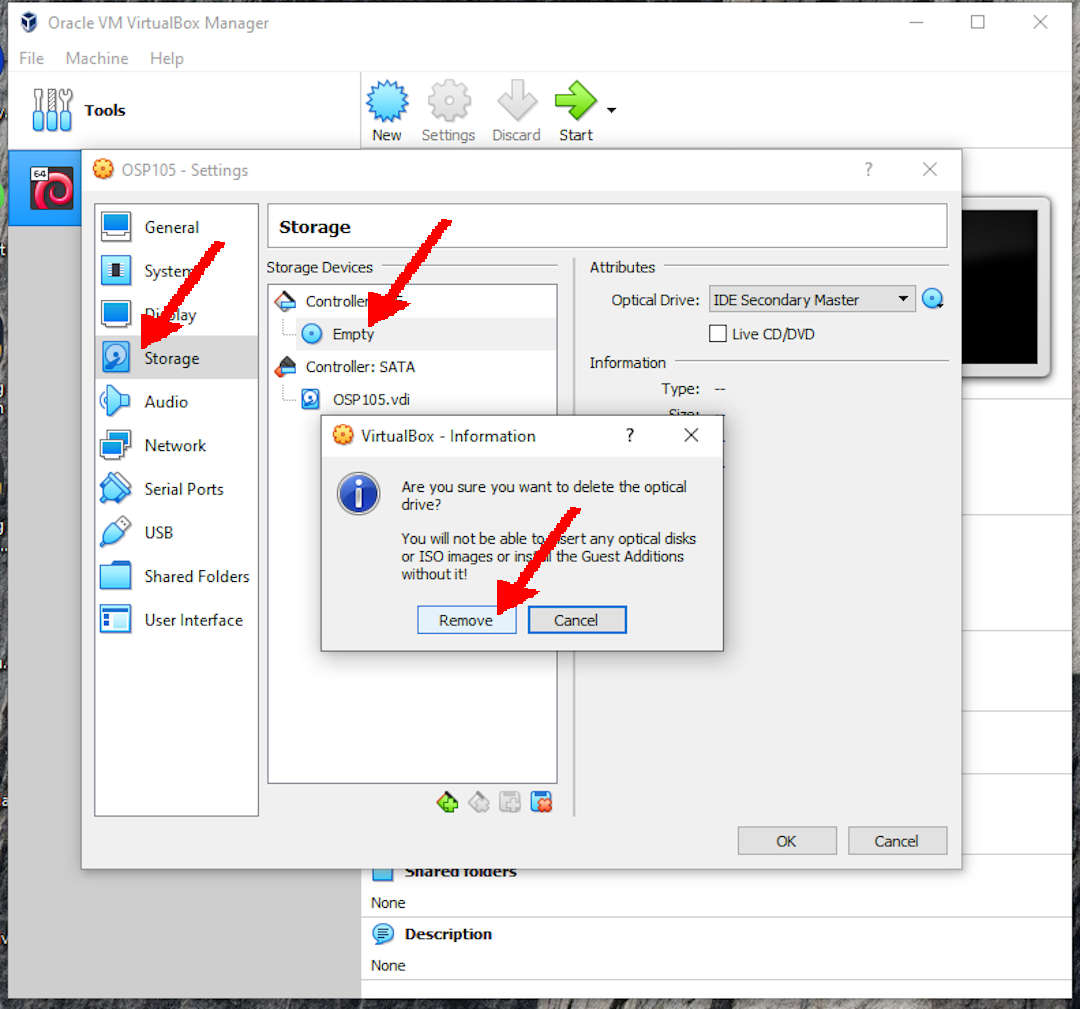 Oracle VM VirtualBox Manager
File Machine Help
Tools
New Settings Discard Start
64
OSP105 - Settings
?
General
System
Display
Storage
Audio
Network
Serial Ports
USB
Shared Folders
User Interface
Storage
Storage Devices
Controller:
Empty
Controller: SATA
OSP105.vdi
Attributes
Optical Drive: IDE Secondary Master
Live CD/DVD
Information
Type: --
Size: --
VirtualBox - Information
?
Are you sure you want to delete the optical
drive?
You will not be able to insert any optical disks
or ISO images or install the Guest Additions
without it!
Remove Cancel
OK Cancel
Shared folders
None
Description
None